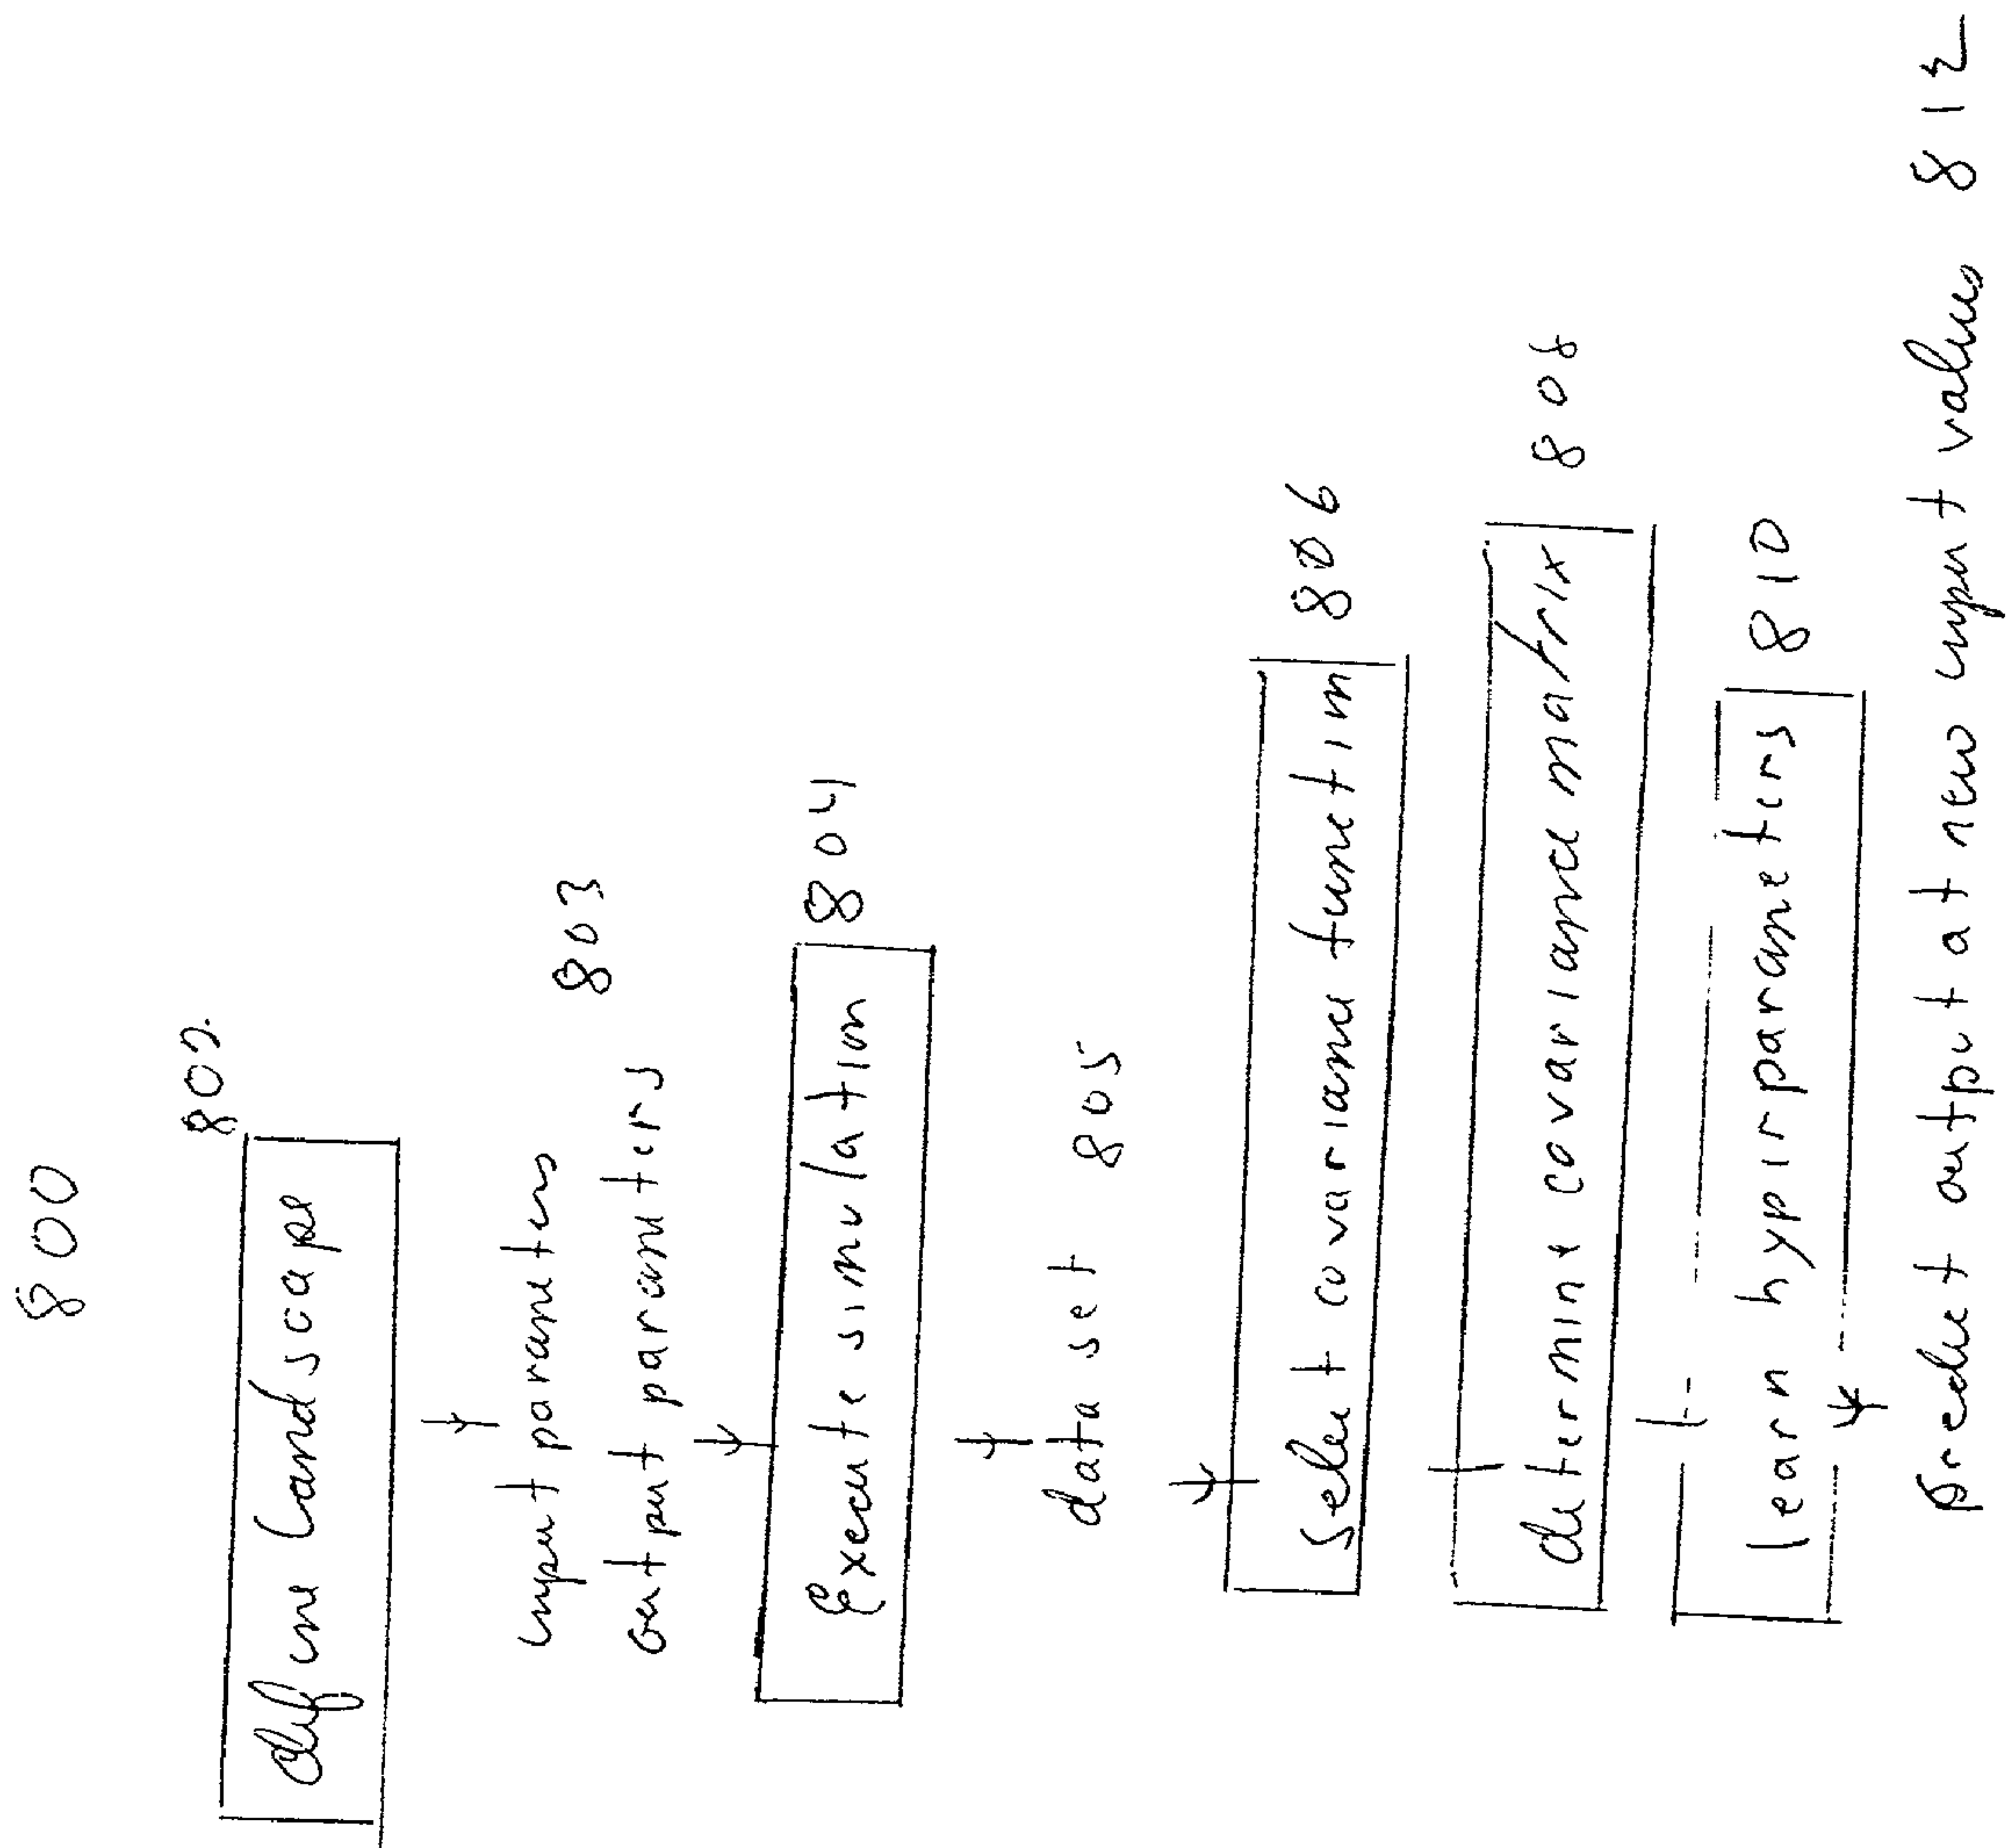 800
802
define landscape
input parameters 803
output parameters
Execute simulation 804
data set 805
Select covariance function 806
determine covariance matrix 808
learn hyperparameters 810
predict output at new input values 812